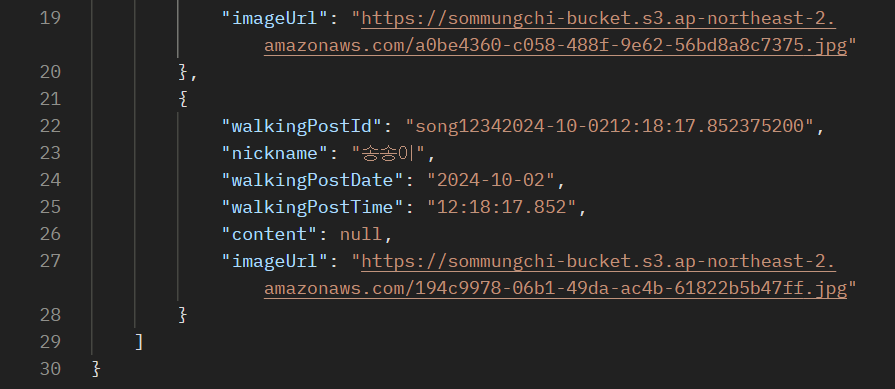 19 "imageUrl": "https://sommungchi-bucket.s3.ap-northeast-2.
amazonaws.com/a0be4360-c058-488f-9e62-56bd8a8c7375.jpg"
20 },
21 {
22 "walkingPostId": "song12342024-10-0212:18:17.852375200",
23 "nickname": "송송이",
24 "walkingPostDate": "2024-10-02",
25 "walkingPostTime": "12:18:17.852",
26 "content": null,
27 "imageUrl": "https://sommungchi-bucket.s3.ap-northeast-2.
amazonaws.com/194c9978-06b1-49da-ac4b-61822b5b47ff.jpg"
28 }
29 ]
30 }